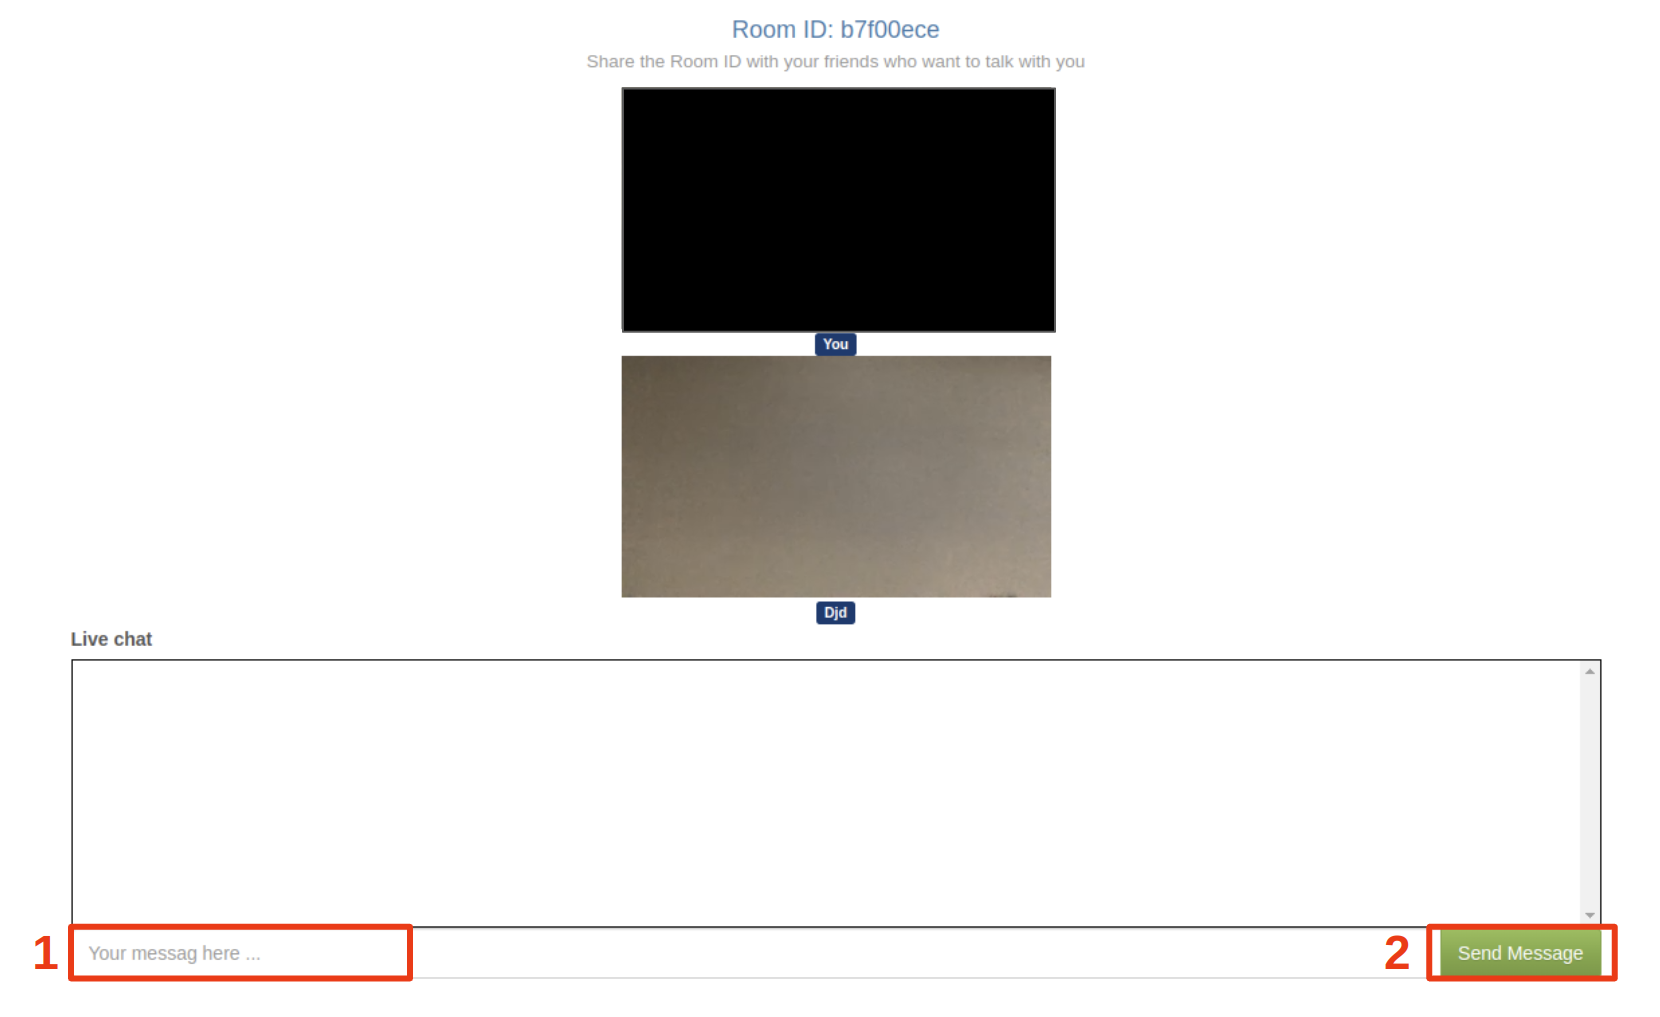 Room ID: b7f00ece
Share the Room ID with your friends who want to talk with you
You
Djd
Live chat
1 Your messag here ... 2 Send Message